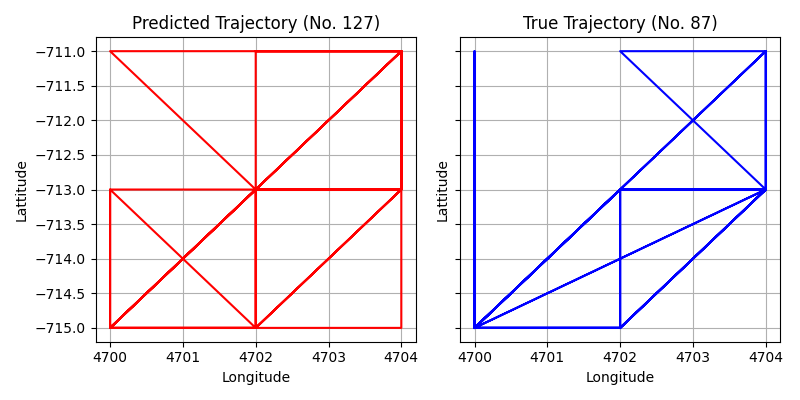 Predicted Trajectory (No. 127)
True Trajectory (No. 87)
−711.0
−711.5
−712.0
−712.5
−713.0
−713.5
−714.0
−714.5
−715.0
Lattitude
Lattitude
4700 4701 4702 4703 4704
4700 4701 4702 4703 4704
Longitude
Longitude